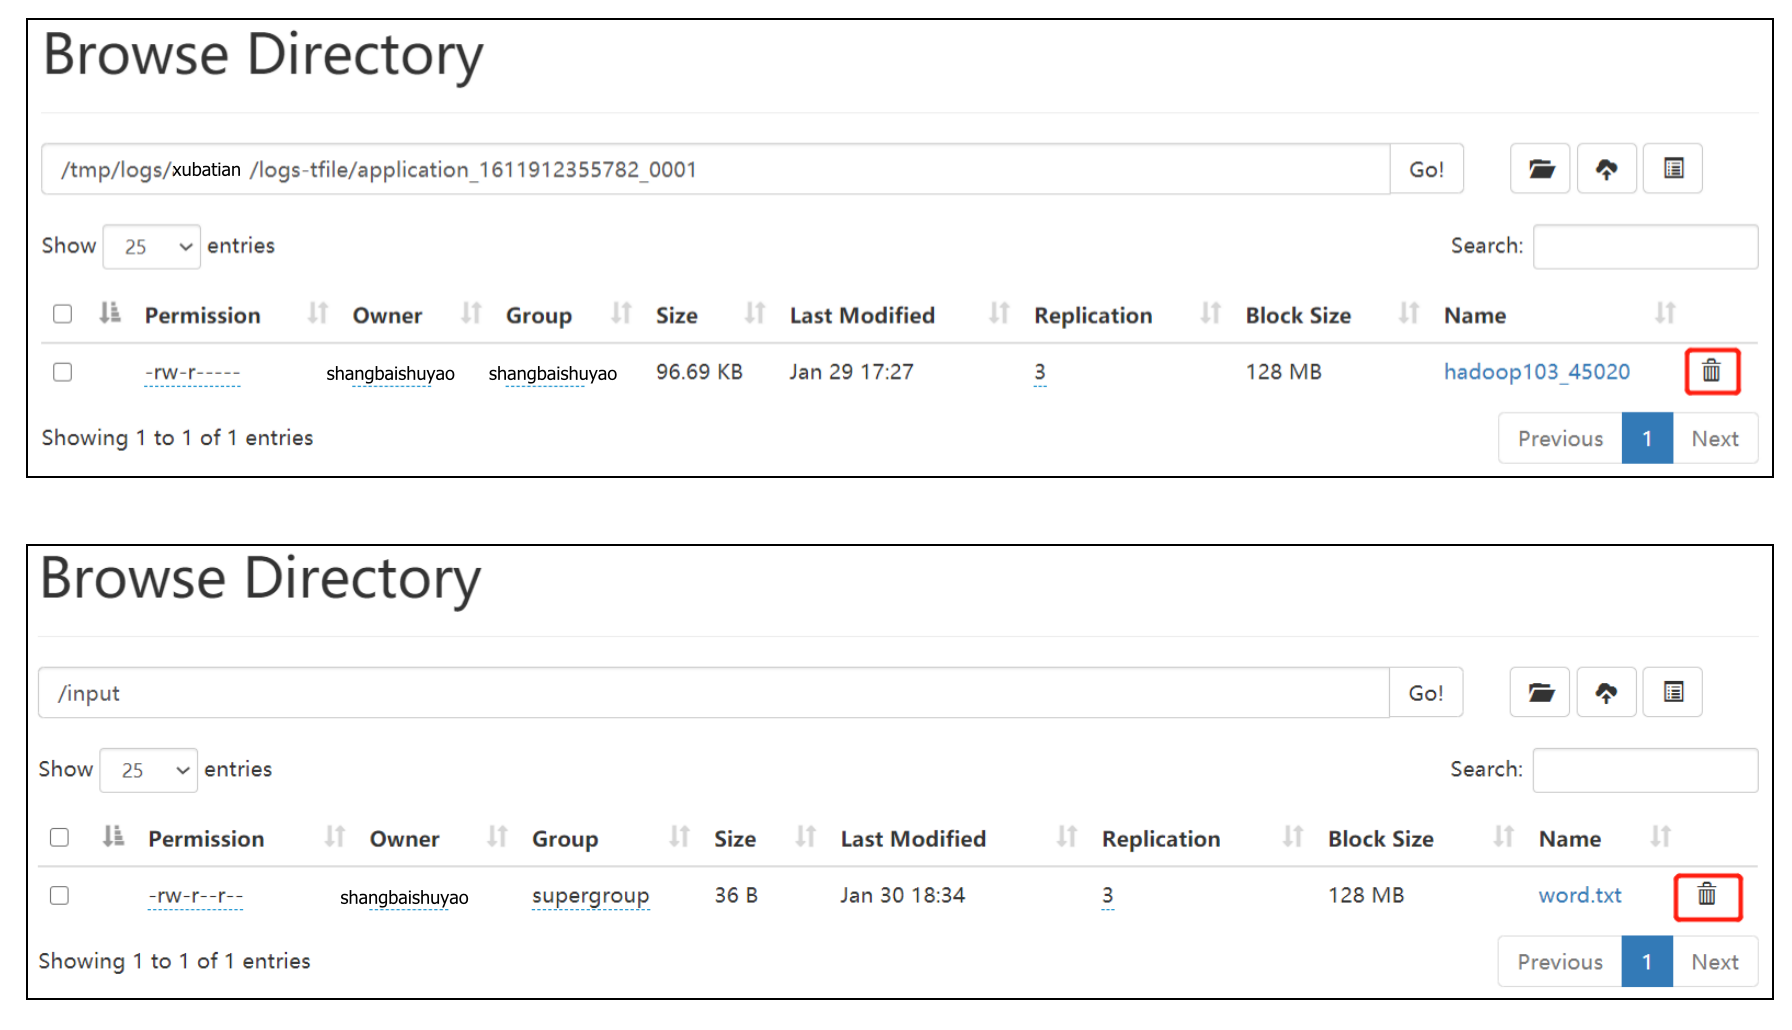 Browse Directory
/tmp/logs/xubatian /logs-tfile/application_1611912355782_0001 Go!
Show 25 entries Search:
Permission Owner Group Size Last Modified Replication Block Size Name
-rw-r----- shangbaishuyao shangbaishuyao 96.69 KB Jan 29 17:27 3 128 MB hadoop103_45020
Showing 1 to 1 of 1 entries Previous 1 Next
Browse Directory
/input Go!
Show 25 entries Search:
Permission Owner Group Size Last Modified Replication Block Size Name
-rw-r--r-- shangbaishuyao supergroup 36 B Jan 30 18:34 3 128 MB word.txt
Showing 1 to 1 of 1 entries Previous 1 Next